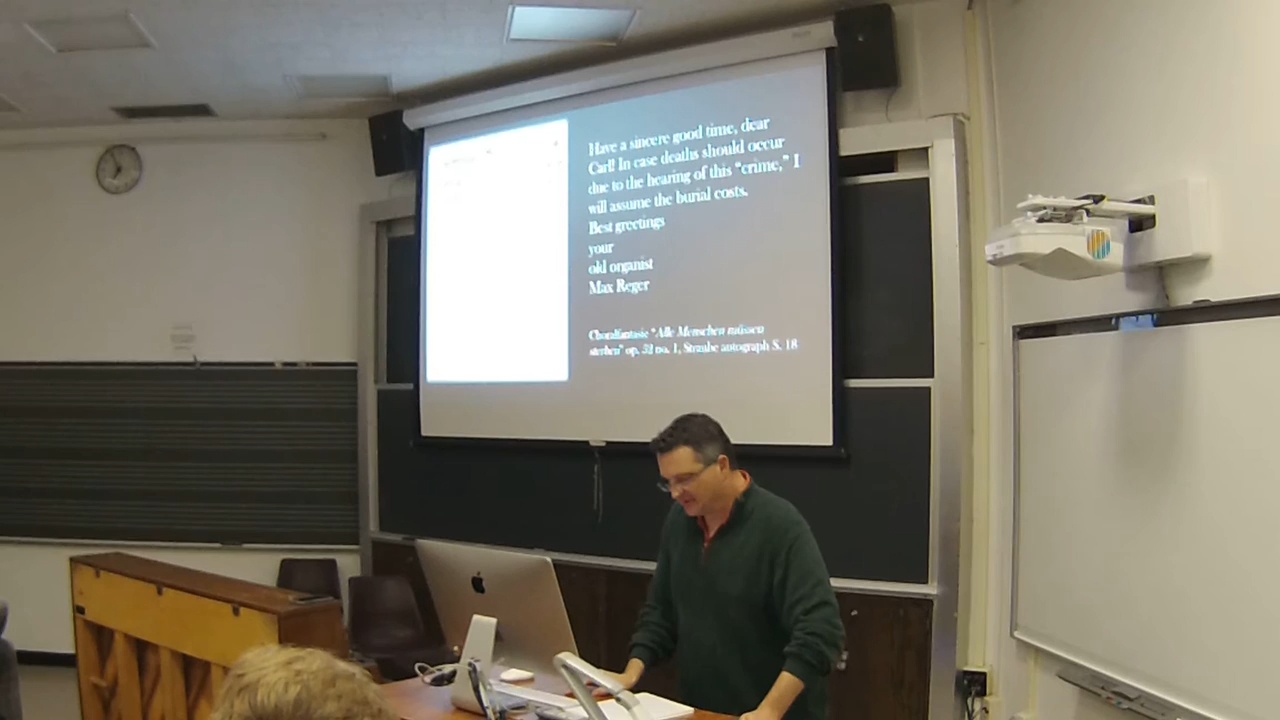 Have a sincere good time, dear
Carl! In case deaths should occur
due to the hearing of this “crime,” I
will assume the burial costs.
Best greetings
your
old organist
Max Reger
Choralfantasie “Alle Menschen müssen
sterben” op. 52 no. 1, Straube autograph S. 18